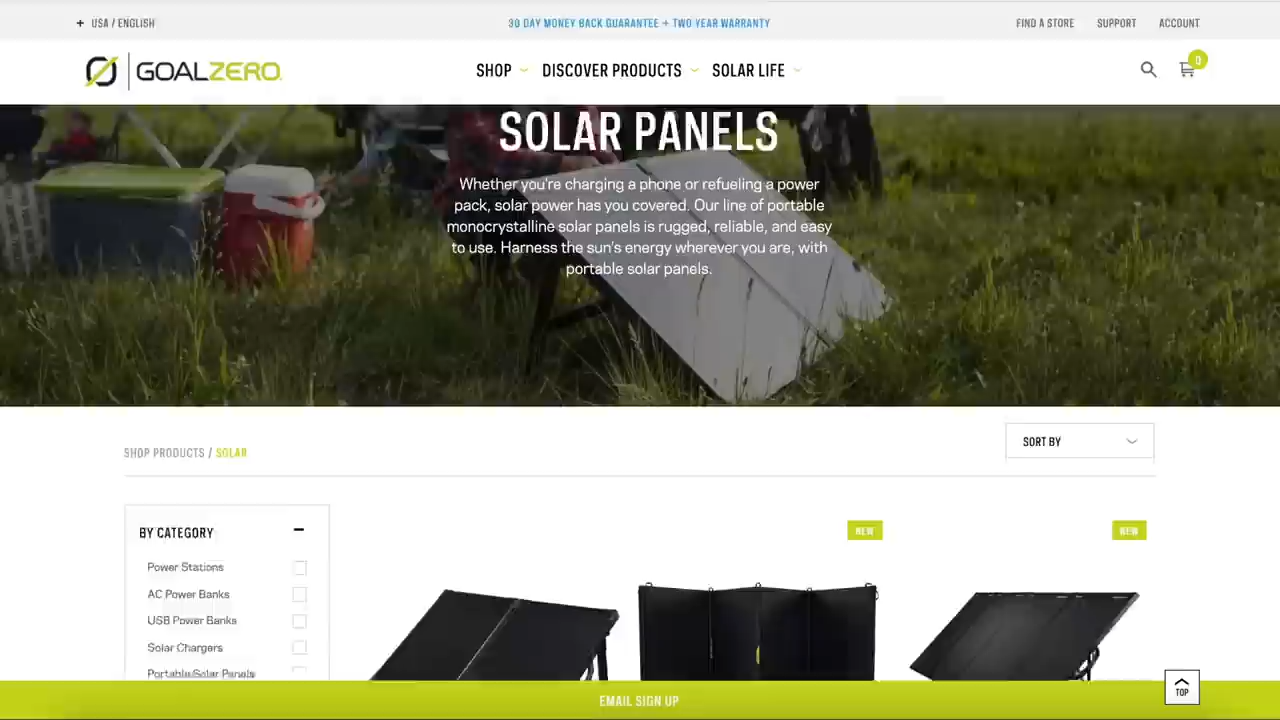 USA / ENGLISH
30 DAY MONEY BACK GUARANTEE + TWO YEAR WARRANTY
FIND A STORE
SUPPORT
ACCOUNT
GOALZERO.
SHOP
DISCOVER PRODUCTS
SOLAR LIFE
0
SOLAR PANELS
Whether you're charging a phone or refueling a power
pack, solar power has you covered. Our line of portable
monocrystalline solar panels is rugged, reliable, and easy
to use. Harness the sun's energy wherever you are, with
portable solar panels.
SHOP PRODUCTS / SOLAR
SORT BY
BY CATEGORY
Power Stations
AC Power Banks
USB Power Banks
Solar Chargers
Portable Solar Panels
NEW
NEW
EMAIL SIGN UP
TOP